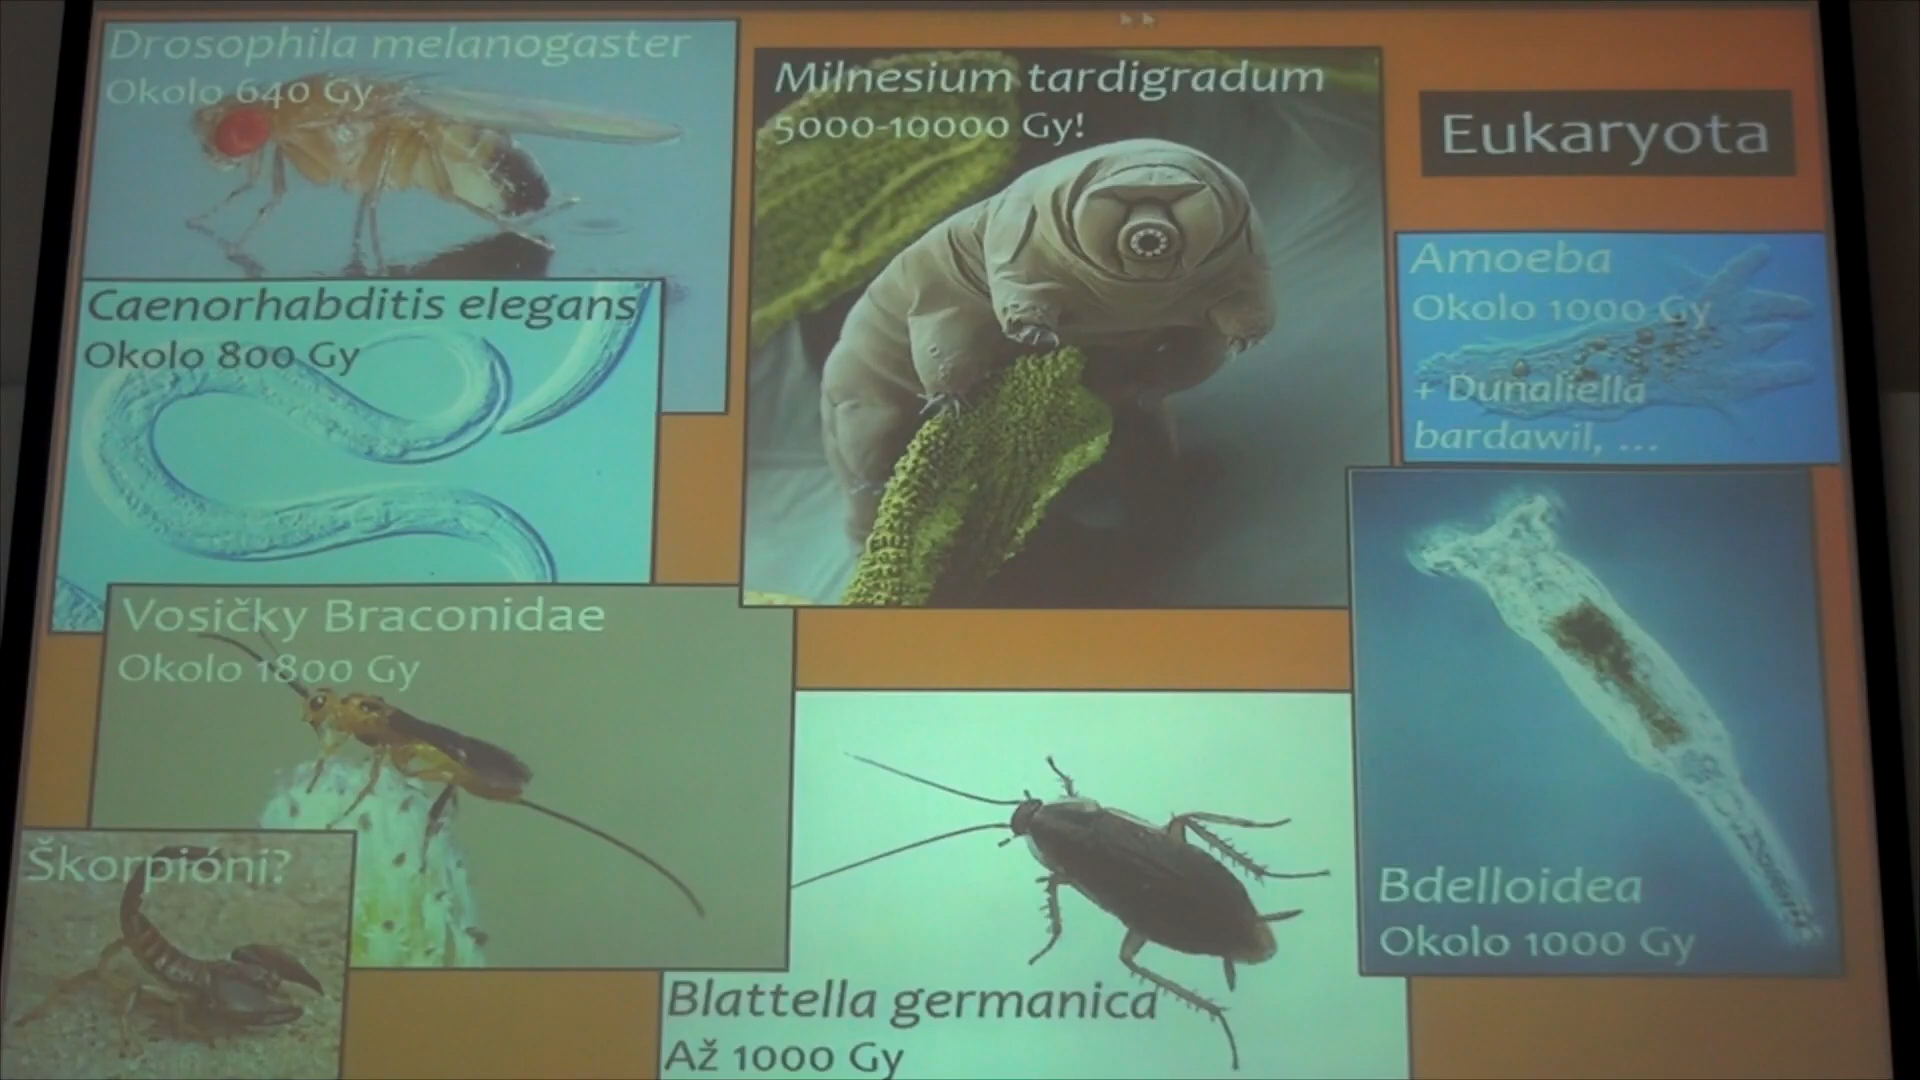 Drosophila melanogaster
Okolo 640 Gy
Milnesium tardigradum
5000-10000 Gy!
Eukaryota
Amoeba
Okolo 1000 Gy
+ Dunaliella
bardawil, ...
Caenorhabditis elegans
Okolo 800 Gy
Vosičky Braconidae
Okolo 1800 Gy
Škorpióni?
Blattella germanica
Až 1000 Gy
Bdelloidea
Okolo 1000 Gy